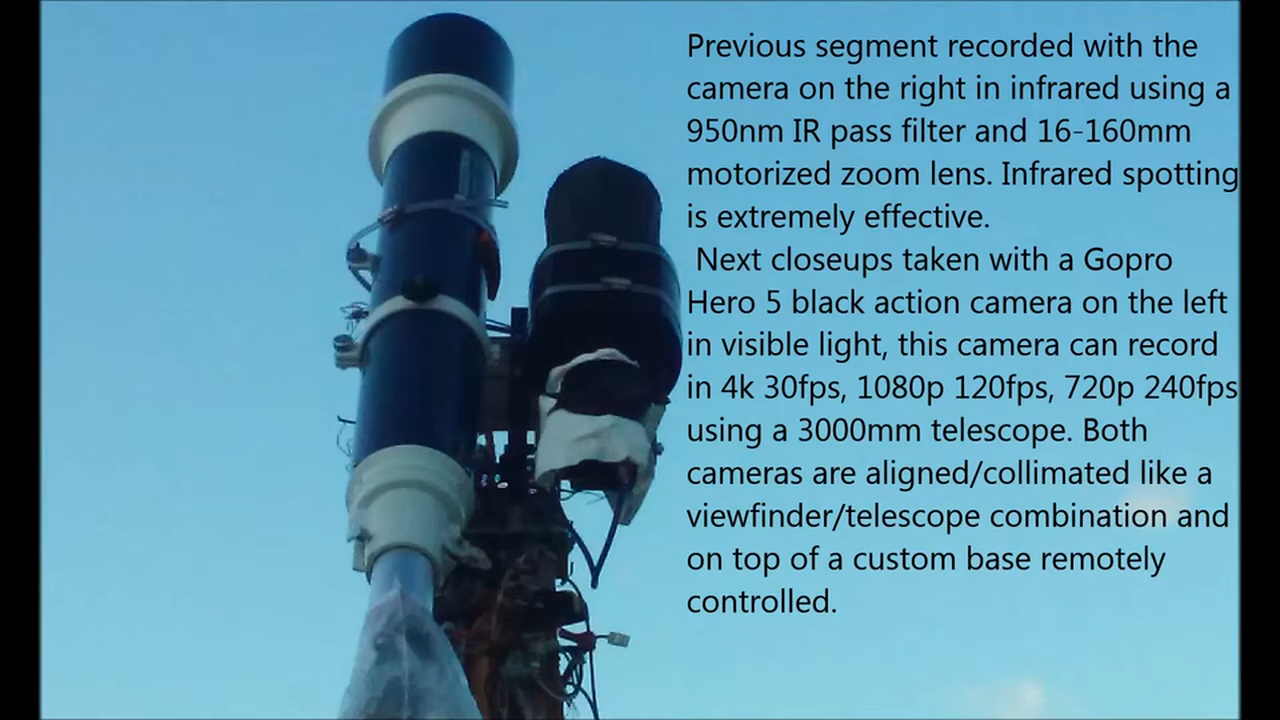 Previous segment recorded with the
camera on the right in infrared using a
950nm IR pass filter and 16-160mm
motorized zoom lens. Infrared spotting
is extremely effective.
Next closeups taken with a Gopro
Hero 5 black action camera on the left
in visible light, this camera can record
in 4k 30fps, 1080p 120fps, 720p 240fps
using a 3000mm telescope. Both
cameras are aligned/collimated like a
viewfinder/telescope combination and
on top of a custom base remotely
controlled.